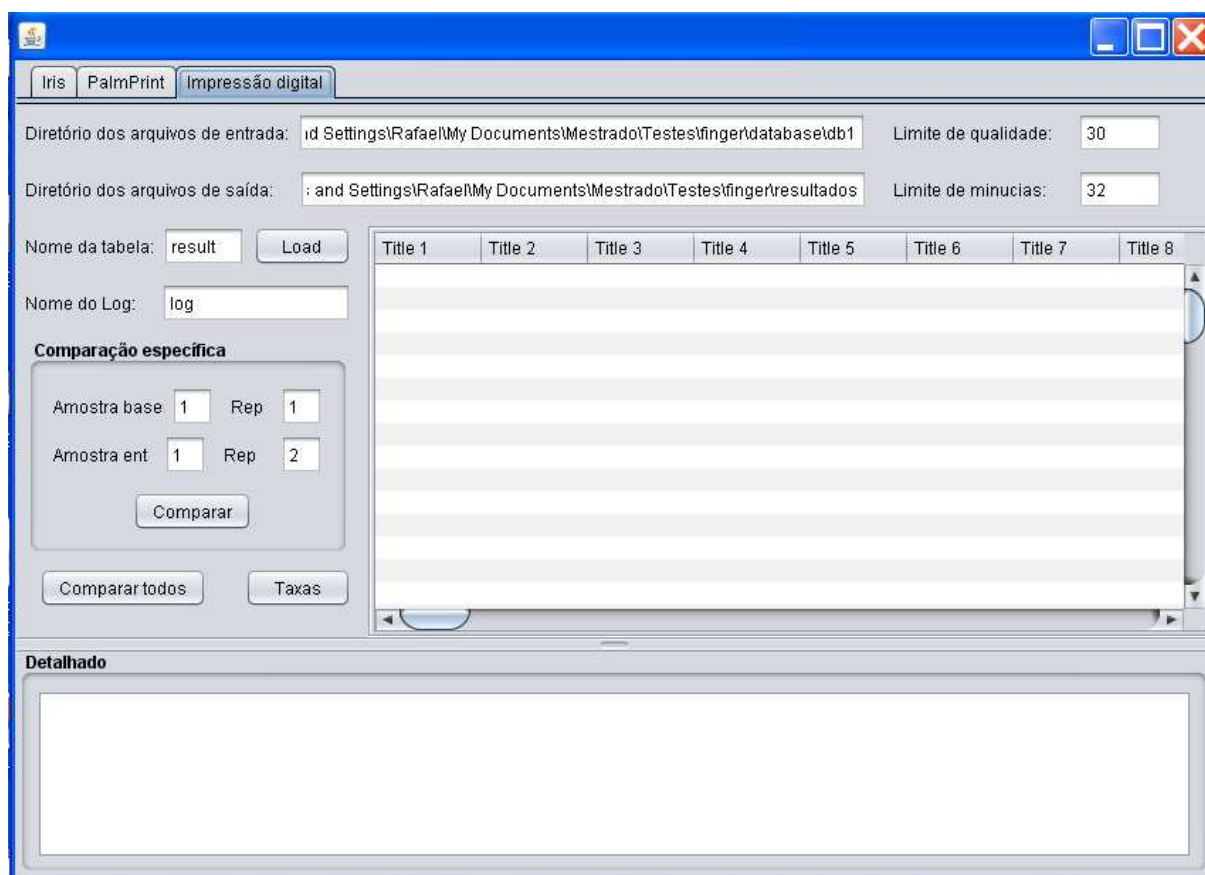 Iris PalmPrint Impressão digital
Diretório dos arquivos de entrada: d Settings\Rafael\My Documents\Mestrado\Testes\finger\database\db1 Limite de qualidade: 30
Diretório dos arquivos de saída: and Settings\Rafael\My Documents\Mestrado\Testes\finger\resultados Limite de minucias: 32
Nome da tabela: result Load
Nome do Log: log
Comparação específica
Amostra base 1 Rep 1
Amostra ent 1 Rep 2
Comparar
Comparar todos Taxas
Title 1 Title 2 Title 3 Title 4 Title 5 Title 6 Title 7 Title 8
Detalhado